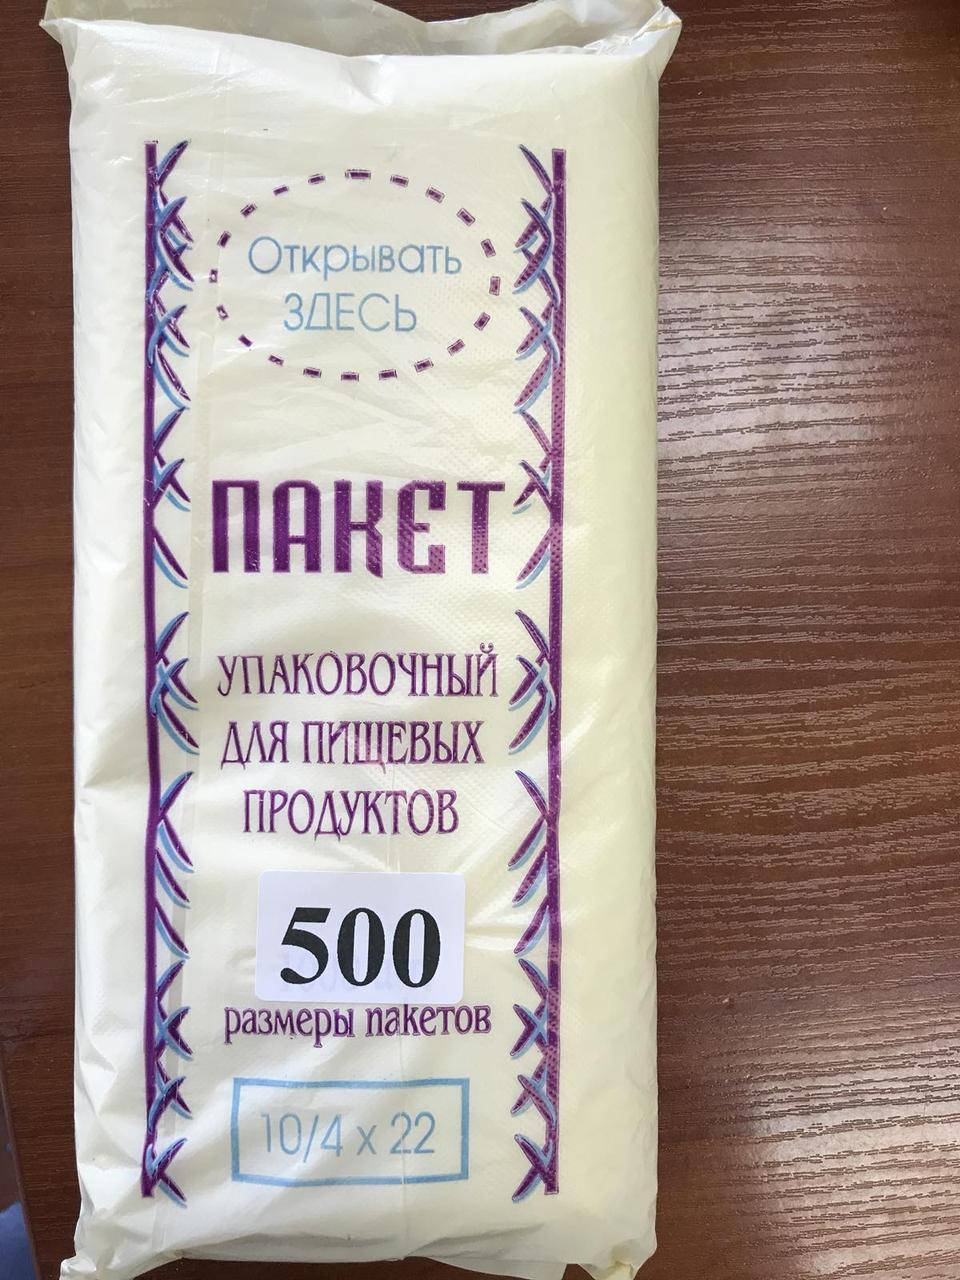 Открывать
ЗДЕСЬ
ПАКЕТ
УПАКОВОЧНЫЙ
ДЛЯ ПИЩЕВЫХ
ПРОДУКТОВ
500
размеры пакетов
10/4 x 22